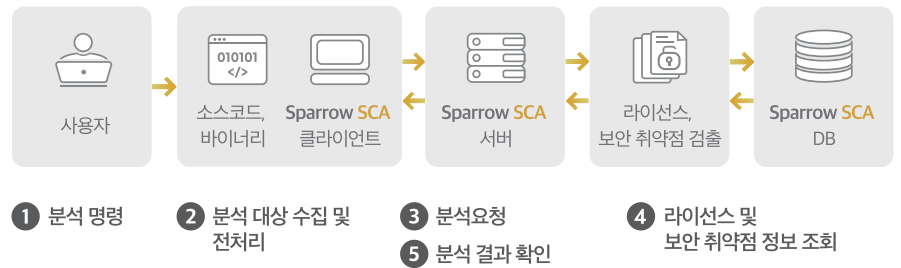 010101
</>
사용자
소스코드,
바이너리
Sparrow SCA
클라이언트
Sparrow SCA
서버
라이선스,
보안 취약점 검출
Sparrow SCA
DB
1 분석 명령
2 분석 대상 수집 및
전처리
3 분석요청
5 분석 결과 확인
4 라이선스 및
보안 취약점 정보 조회